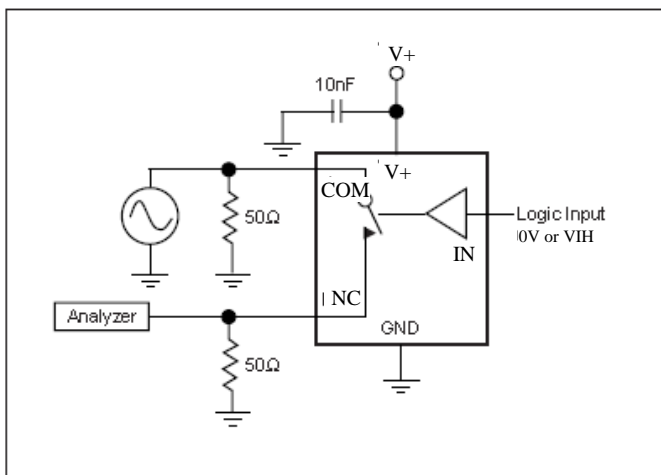 V+
10nF
V+
COM
50Ω
Logic Input
0V or VIH
IN
NC
Analyzer
GND
50Ω